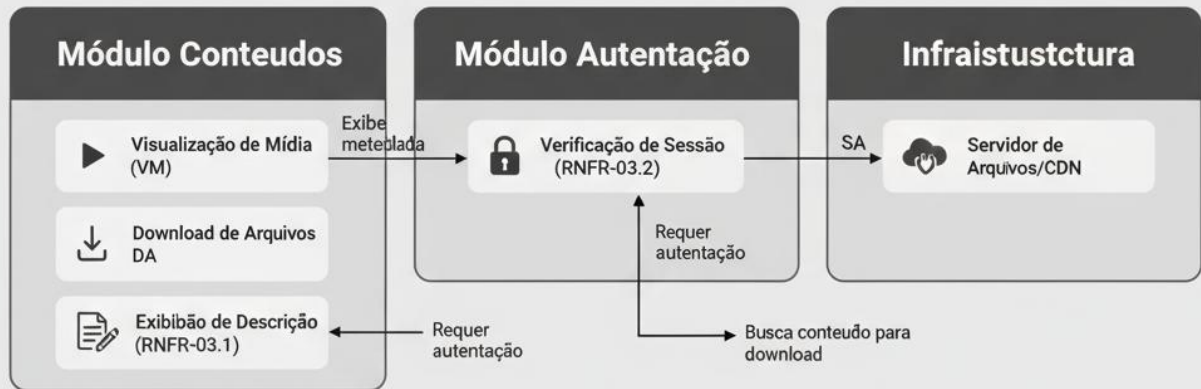 Módulo Conteudos
Módulo Autentação
Infraistustctura
Visualização de Mídia
(VM)
Exibe
meteblada
Verificação de Sessão
(RNFR-03.2)
SA
Servidor de
Arquivos/CDN
Download de Arquivos
DA
Requer
autentação
Exibibão de Descrição
(RNFR-03.1)
Requer
autentação
Busca conteudo para
download